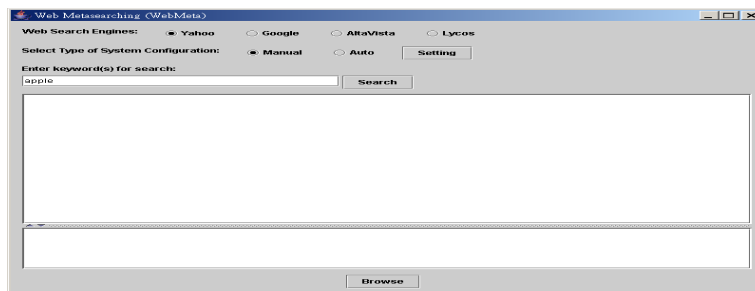 Web Metasearching (WebMeta)
Web Search Engines: Yahoo Google AltaVista Lycos
Select Type of System Configuration: Manual Auto Setting
Enter keyword(s) for search:
apple Search
Browse